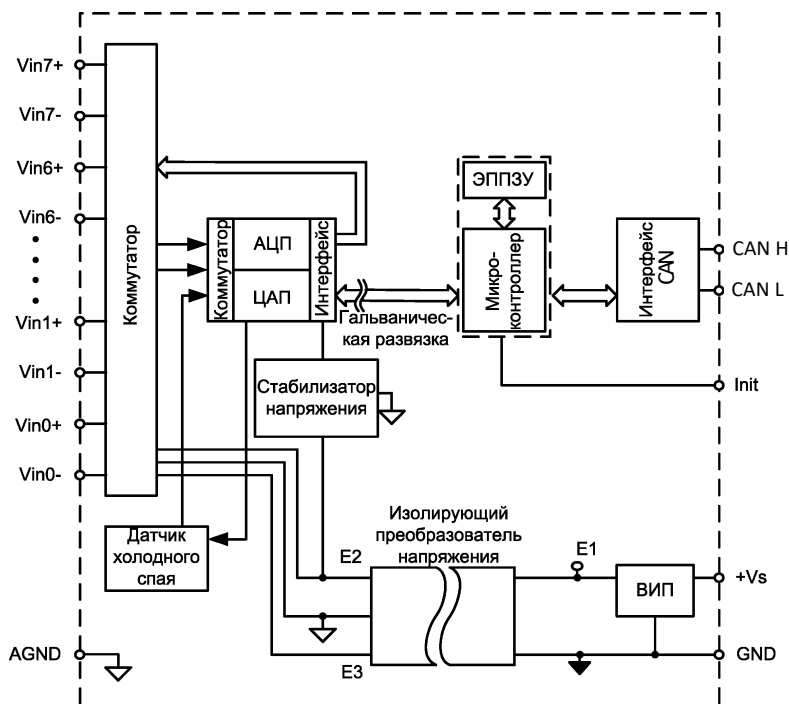 Vin7+
Vin7-
Vin6+
Vin6-
Vin1+
Vin1-
Vin0+
Vin0-
AGND
Коммутатор
Коммутатор
АЦП
ЦАП
Интерфейс
Гальваничес-
кая развязка
ЭППЗУ
Микро-
контроллер
Интерфейс
CAN
CAN H
CAN L
Init
Стабилизатор
напряжения
Датчик
холодного
спая
Изолирующий
преобразователь
напряжения
E2
E3
E1
ВИП
+Vs
GND